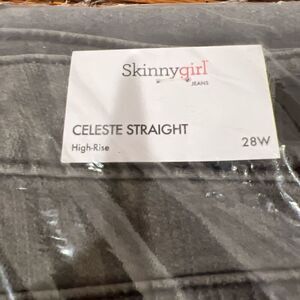 Skinnygirl
JEANS
CELESTE STRAIGHT
High-Rise
28W